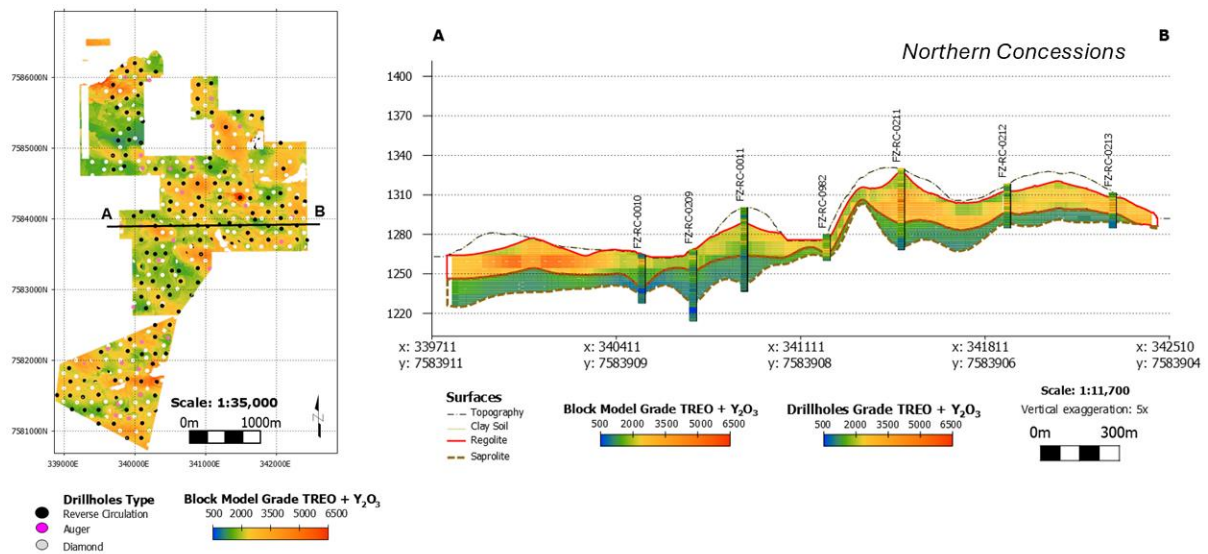 7586000N
7585000N
7584000N
7583000N
7582000N
7581000N
A
B
Scale: 1:35,000
0m 1000m
N
339000E 340000E 341000E 342000E
Drillholes Type
Reverse Circulation
Auger
Diamond
Block Model Grade TREO + Y₂O₃
500 2000 3500 5000 6500
A B
Northern Concessions
1400
1370
1340
1310
1280
1250
1220
FZ-RC-0010
FZ-RC-0209
FZ-RC-0011
FZ-RC-0982
FZ-RC-0211
FZ-RC-0212
FZ-RC-0213
x: 339711 x: 340411 x: 341111 x: 341811 x: 342510
y: 7583911 y: 7583909 y: 7583908 y: 7583906 y: 7583904
Surfaces
Topography
Clay Soil
Regolite
Saprolite
Block Model Grade TREO + Y₂O₃
500 2000 3500 5000 6500
Drillholes Grade TREO + Y₂O₃
500 2000 3500 5000 6500
Scale: 1:11,700
Vertical exaggeration: 5x
0m 300m